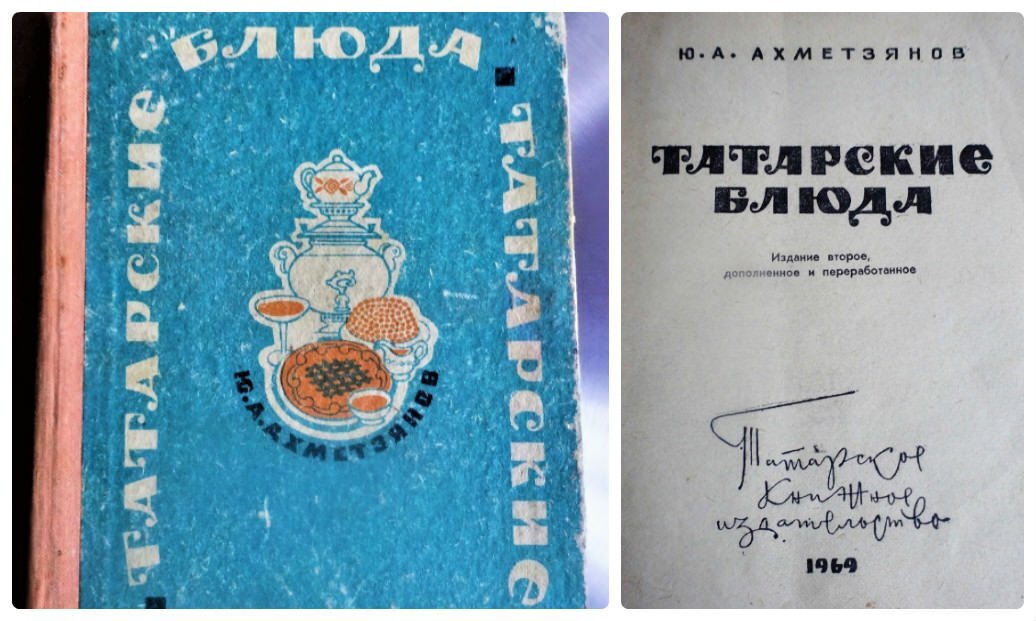 БЛЮДА
ТАТАРСКИЕ
ТАТАРСКИЕ
Ю.А.АХМЕТЗЯНОВ
Ю. А. АХМЕТЗЯНОВ
ТАТАРСКИЕ
БЛЮДА
Издание второе,
дополненное и переработанное
Татарское
книжное
издательство
1969